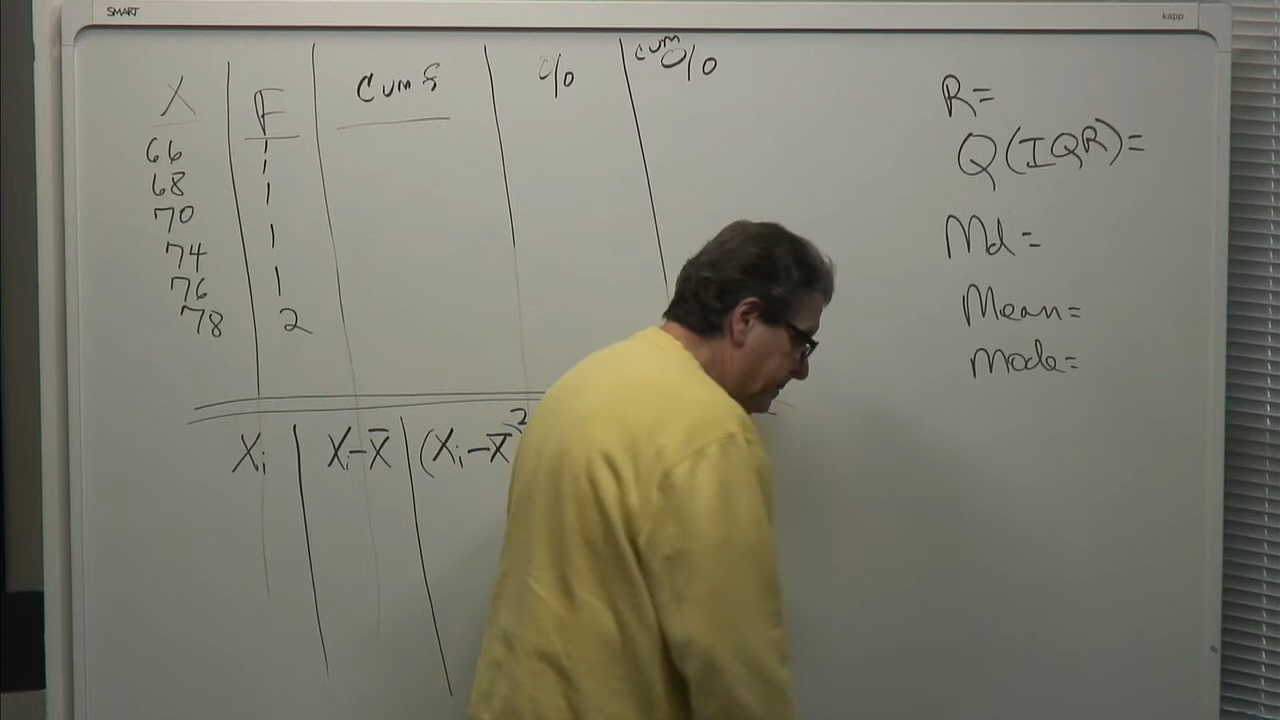 SMART
kapp
X F Cum f % cum %
66 1
68 1
70 1
74 1
76 1
78 2
R=
Q(IQR)=
Md=
Mean=
Mode=
Xi Xi-X̄ (Xi-X̄ 2